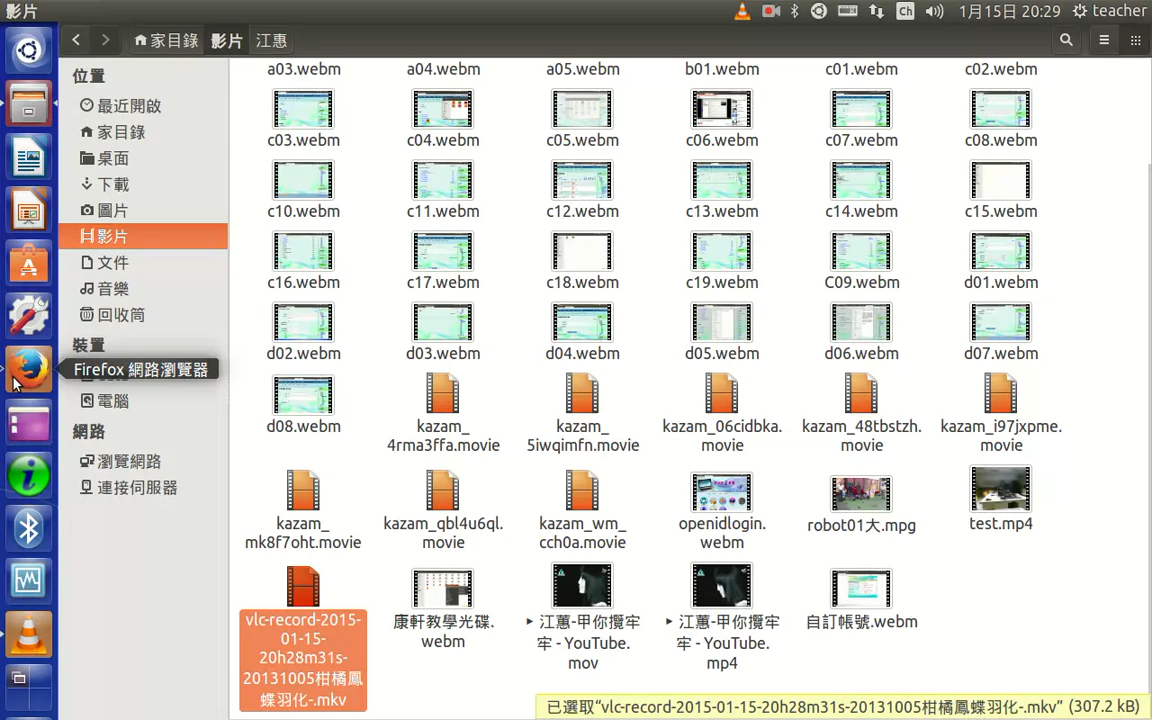 影片
Ch
1月15日 20:29
teacher
家目錄
影片
江惠
位置
最近開啟
家目錄
桌面
下載
圖片
影片
文件
音樂
回收筒
裝置
Firefox 網路瀏覽器
電腦
網路
瀏覽網路
連接伺服器
a03.webm
a04.webm
a05.webm
b01.webm
c01.webm
c02.webm
c03.webm
c04.webm
c05.webm
c06.webm
c07.webm
c08.webm
c10.webm
c11.webm
c12.webm
c13.webm
c14.webm
c15.webm
c16.webm
c17.webm
c18.webm
c19.webm
C09.webm
d01.webm
d02.webm
d03.webm
d04.webm
d05.webm
d06.webm
d07.webm
d08.webm
kazam_
4rma3ffa.movie
kazam_
5iwqimfn.movie
kazam_06cidbka.
movie
kazam_48tbstzh.
movie
kazam_i97jxpme.
movie
kazam_
mk8f7oht.movie
kazam_qbl4u6ql.
movie
kazam_wm_
cch0a.movie
openidlogin.
webm
robot01大.mpg
test.mp4
vlc-record-2015-
01-15-
20h28m31s-
20131005柑橘鳳
蝶羽化-.mkv
康軒教學光碟.
webm
‣ 江蕙-甲你攬牢
牢 - YouTube.
mov
‣ 江蕙-甲你攬牢
牢 - YouTube.
mp4
自訂帳號.webm
已選取“vlc-record-2015-01-15-20h28m31s-20131005柑橘鳳蝶羽化-.mkv” (307.2 kB)